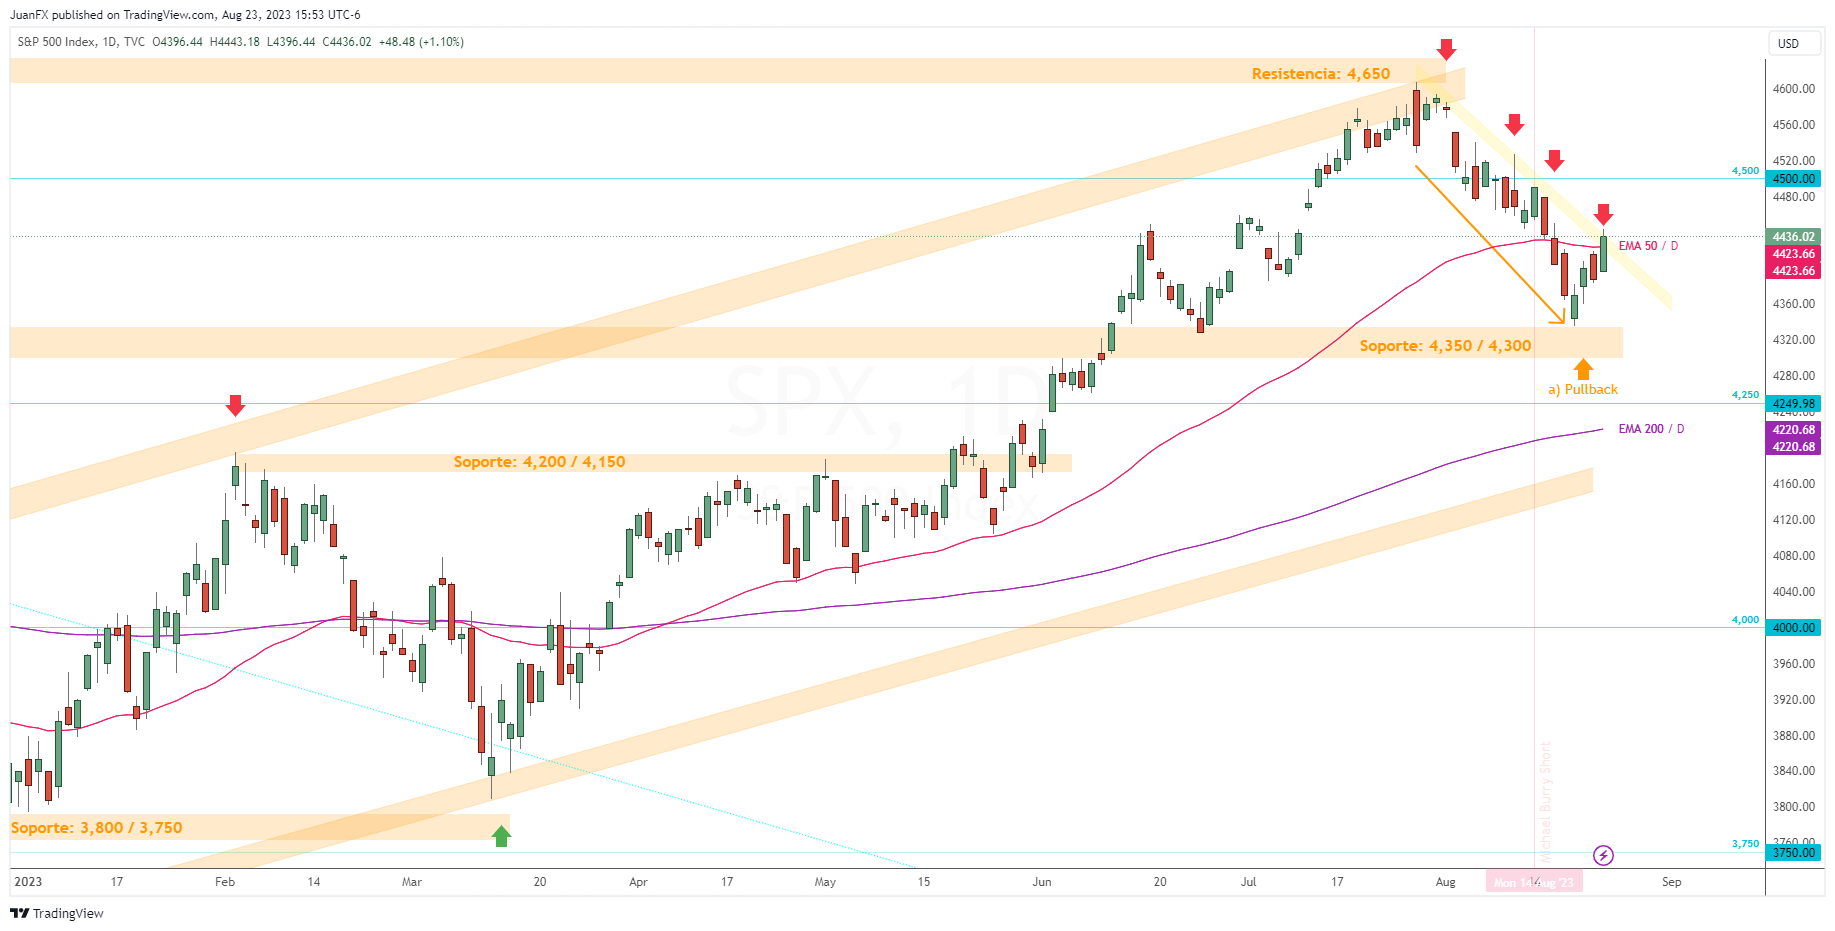 JuanFX published on TradingView.com, Aug 23, 2023 15:53 UTC-6
S&P 500 Index, 1D, TVC O4396.44 H4443.18 L4396.44 C4436.02 +48.48 (+1.10%)
USD
Resistencia: 4,650
4600.00
4560.00
4520.00
4,500
4500.00
4480.00
4436.02
EMA 50 / D
4423.66
4423.66
4360.00
4320.00
Soporte: 4,350 / 4,300
4280.00
a) Pullback
4,250
4249.98
4240.00
SPX, 1D
4220.68
EMA 200 / D
4220.68
Soporte: 4,200 / 4,150
4160.00
S&P 500 Index
4120.00
4080.00
4040.00
4,000
4000.00
3960.00
3920.00
3880.00
3840.00
3800.00
Michael Burry Short
Soporte: 3,800 / 3,750
3760.00
3,750
3750.00
2023 17 Feb 14 Mar 20 Apr 17 May 15 Jun 20 Jul 17 Aug 14 Sep
Mon 14 Aug '23
TradingView